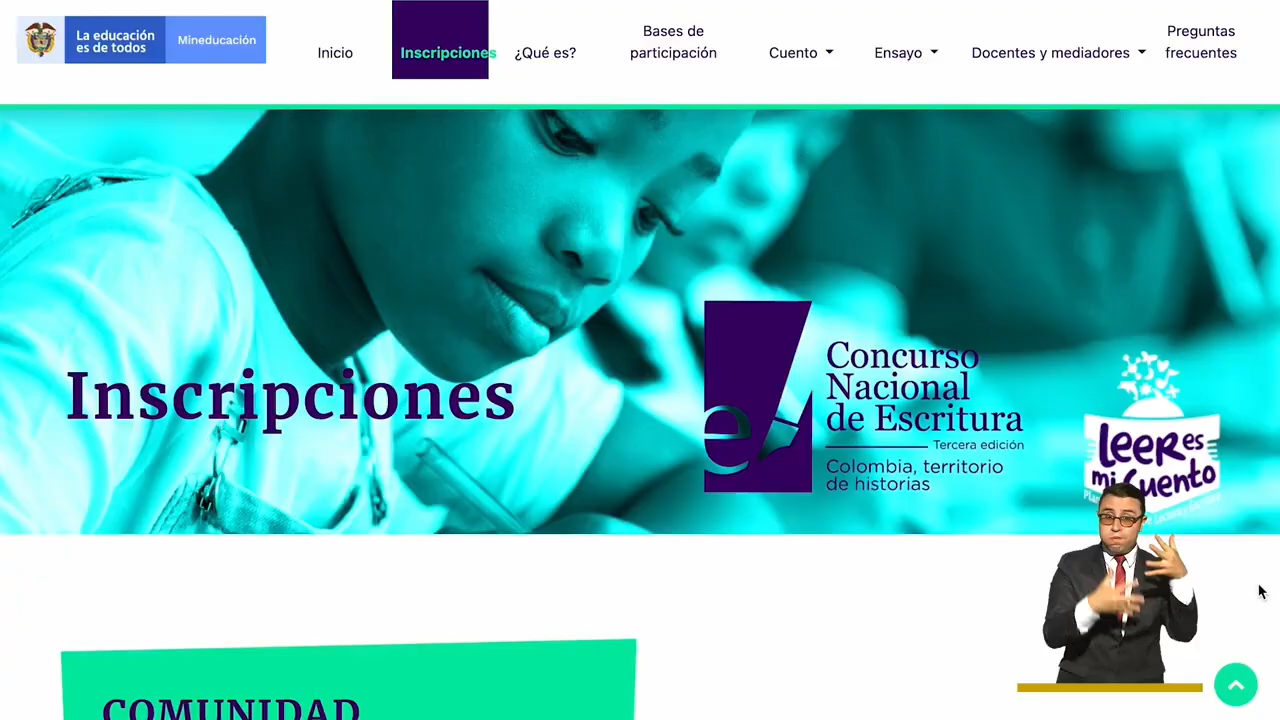 La educación
es de todos
Mineducación
Inicio
Inscripciones
¿Qué es?
Bases de
participación
Cuento
Ensayo
Docentes y mediadores
Preguntas
frecuentes
Inscripciones
e
Concurso
Nacional
de Escritura
Tercera edición
Colombia, territorio
de historias
Leer es
mi Cuento
COMUNIDAD